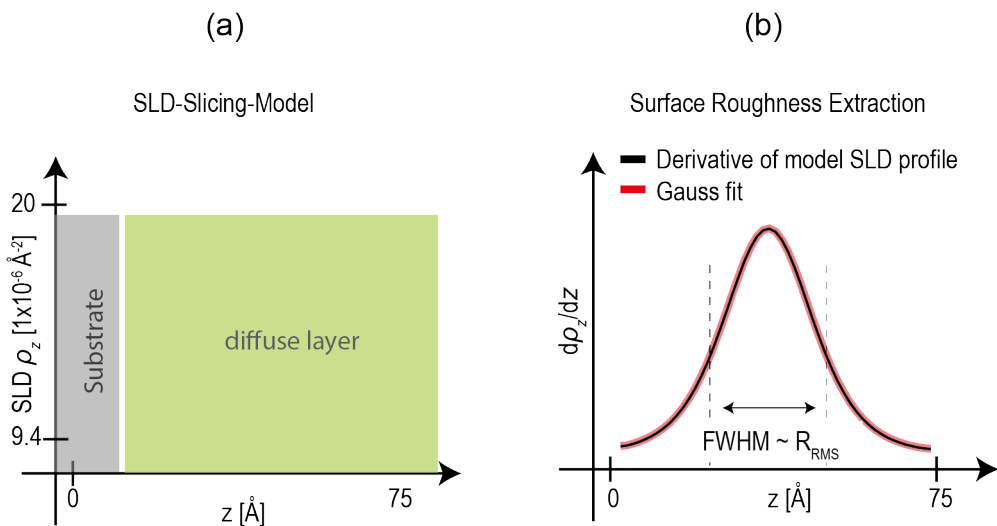 (a)
SLD-Slicing-Model
20
9.4
SLD ρz [1x10⁻⁶ Å⁻²]
Substrate
diffuse layer
0
75
z [Å]
(b)
Surface Roughness Extraction
Derivative of model SLD profile
Gauss fit
dρz/dz
FWHM ~ RRMS
0
75
z [Å]